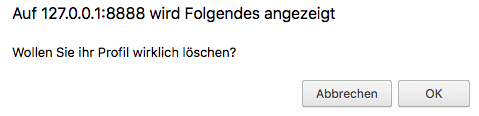 Auf 127.0.0.1:8888 wird Folgendes angezeigt
Wollen Sie ihr Profil wirklich löschen?
Abbrechen OK